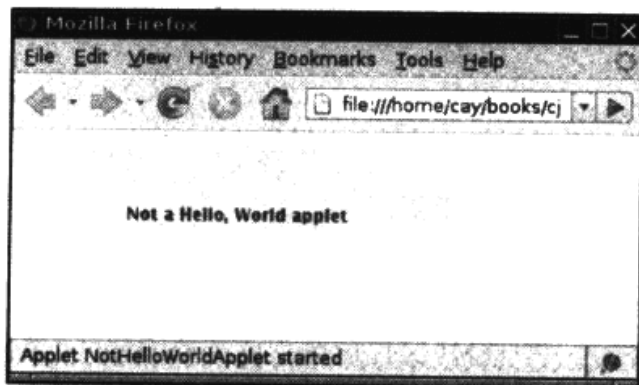 Mozilla Firefox
File Edit View History Bookmarks Tools Help
file:///home/cay/books/cj
Not a Hello, World applet
Applet NotHelloWorldApplet started